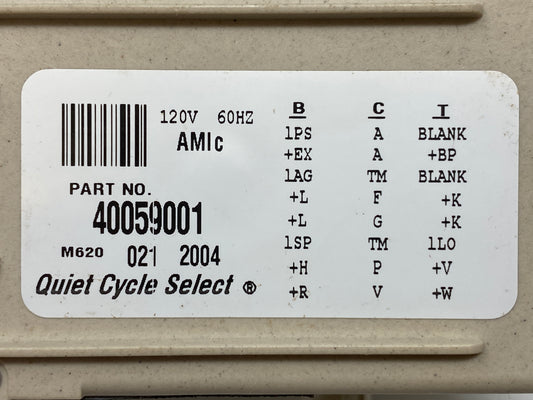 120V 60HZ
AMIc
PART NO.
40059001
M620 021 2004
Quiet Cycle Select ®
B C T
1PS A BLANK
+EX A +BP
1AG TM BLANK
+L F +K
+L G +K
1SP TM 1LO
+H P +V
+R V +W